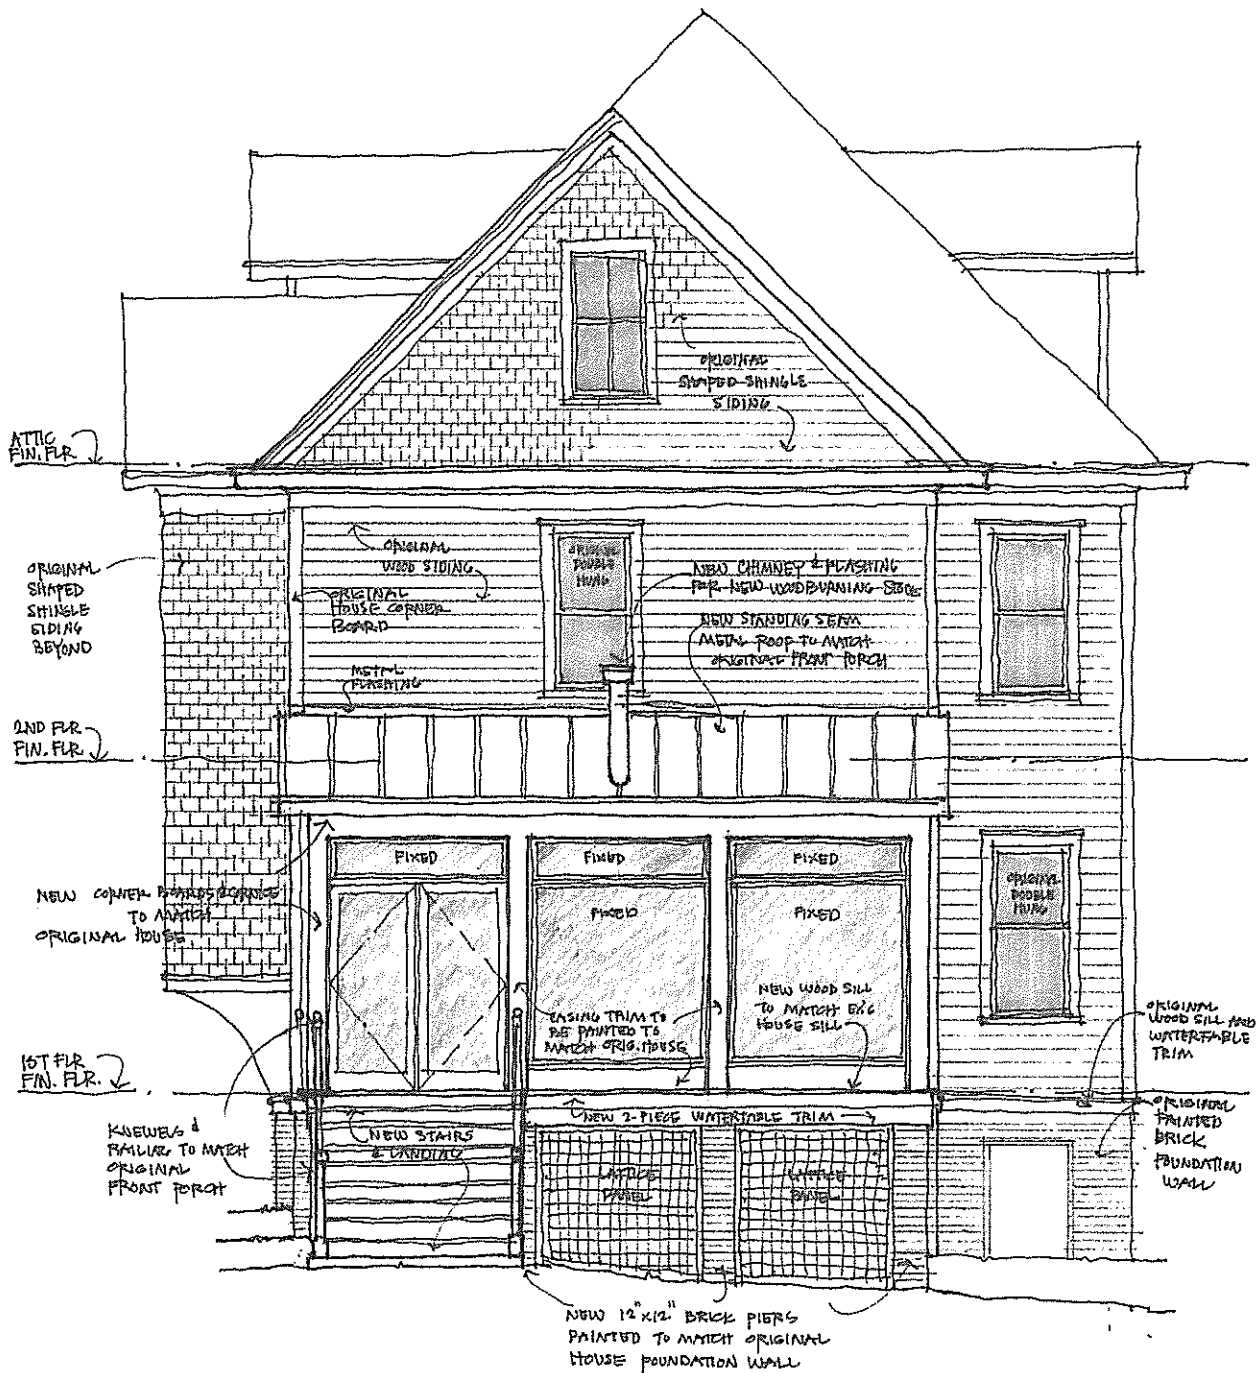 ORIGINAL
SHAPED SHINGLE
SIDING
ATTIC
FIN. FLR
ORIGINAL
SHAPED
SHINGLE
SIDING
BEYOND
ORIGINAL
WOOD SIDING
ORIGINAL
HOUSE CORNER
BOARD
ORIGINAL
DOUBLE
HUNG
NEW CHIMNEY & FLASHING
FOR NEW WOODBURNING STOVE
NEW STANDING SEAM
METAL ROOF TO MATCH
ORIGINAL FRONT PORCH
METAL
FLASHING
2ND FLR
FIN. FLR
FIXED
FIXED
FIXED
NEW CORNER BOARDS & CORNICE
TO MATCH
ORIGINAL HOUSE
FIXED
FIXED
ORIGINAL
DOUBLE
HUNG
CASING TRIM TO
BE PAINTED TO
MATCH ORIG. HOUSE
NEW WOOD SILL
TO MATCH EX'G
HOUSE SILL
ORIGINAL
WOOD SILL AND
WATERTABLE
TRIM
1ST FLR
FIN. FLR.
KNEWELS &
RAILING TO MATCH
ORIGINAL
FRONT PORCH
NEW STAIRS
& LANDING
NEW 2-PIECE WATERTABLE TRIM
LATTICE
PANEL
LATTICE
PANEL
ORIGINAL
PAINTED
BRICK
FOUNDATION
WALL
NEW 12"x12" BRICK PIERS
PAINTED TO MATCH ORIGINAL
HOUSE FOUNDATION WALL